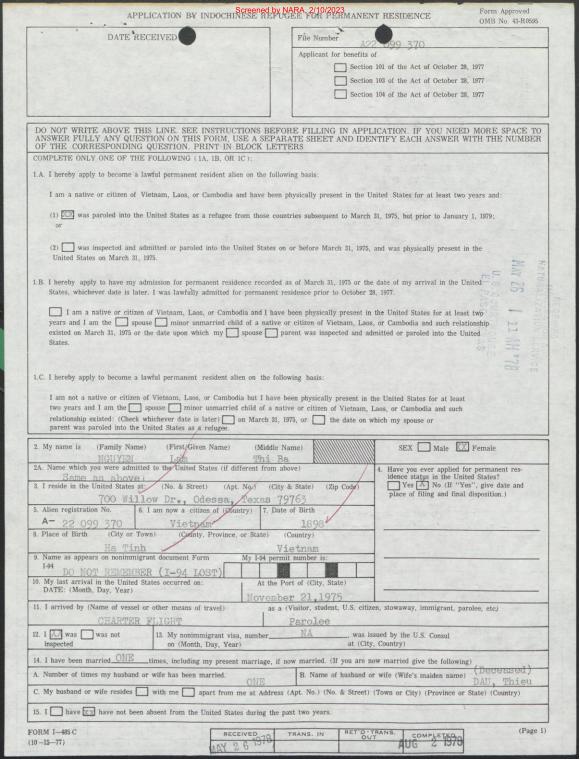 Screened by NARA, 2/10/2023
APPLICATION BY INDOCHINESE REFUGEE FOR PERMANENT RESIDENCE
Form Approved
OMB No. 43-R0595
DATE RECEIVED
File Number
A22 099 370
Applicant for benefits of
Section 101 of the Act of October 28, 1977
Section 103 of the Act of October 28, 1977
Section 104 of the Act of October 28, 1977
DO NOT WRITE ABOVE THIS LINE. SEE INSTRUCTIONS BEFORE FILLING IN APPLICATION. IF YOU NEED MORE SPACE TO
ANSWER FULLY ANY QUESTION ON THIS FORM, USE A SEPARATE SHEET AND IDENTIFY EACH ANSWER WITH THE NUMBER
OF THE CORRESPONDING QUESTION. PRINT IN BLOCK LETTERS
COMPLETE ONLY ONE OF THE FOLLOWING (1A, 1B, OR 1C):
1.A. I hereby apply to become a lawful permanent resident alien on the following basis:
I am a native or citizen of Vietnam, Laos, or Cambodia and have been physically present in the United States for at least two years and:
(1) XX was paroled into the United States as a refugee from those countries subsequent to March 31, 1975, but prior to January 1, 1979;
or
(2) was inspected and admitted or paroled into the United States on or before March 31, 1975, and was physically present in the
United States on March 31, 1975.
1.B. I hereby apply to have my admission for permanent residence recorded as of March 31, 1975 or the date of my arrival in the United
States, whichever date is later. I was lawfully admitted for permanent residence prior to October 28, 1977.
I am a native or citizen of Vietnam, Laos, or Cambodia and I have been physically present in the United States for at least two
years and I am the spouse minor unmarried child of a native or citizen of Vietnam, Laos, or Cambodia and such relationship
existed on March 31, 1975 or the date upon which my spouse parent was inspected and admitted or paroled into the United
States.
MAY 26 1 21 AM '78
1.C. I hereby apply to become a lawful permanent resident alien on the following basis:
I am not a native or citizen of Vietnam, Laos, or Cambodia but I have been physically present in the United States for at least
two years and I am the spouse minor unmarried child of a native or citizen of Vietnam, Laos, or Cambodia and such
relationship existed: (Check whichever date is later) on March 31, 1975, or the date on which my spouse or
parent was paroled into the United States as a refugee.
2. My name is (Family Name) (First/Given Name) (Middle Name)
NGUYEN Lam Thi Ba
SEX Male XX Female
2A. Name which you were admitted to the United States (if different from above)
Same as above
3. I reside in the United States at: (No. & Street) (Apt. No.) (City & State) (Zip Code)
700 Willow Dr., Odessa, Texas 79763
4. Have you ever applied for permanent res-
idence status in the United States?
Yes X No (If "Yes", give date and
place of filing and final disposition.)
5. Alien registration No. 6. I am now a citizen of (Country) 7. Date of Birth
A- 22 099 370 Vietnam 1898
8. Place of Birth (City or Town) (County, Province, or State) (Country)
Ha Tinh Vietnam
9. Name as appears on nonimmigrant document Form My I-94 permit number is:
I-94 DO NOT REMEMBER (I-94 LOST)
10. My last arrival in the United States occurred on: At the Port of (City, State)
DATE: (Month, Day, Year)
November 21,1975
11. I arrived by (Name of vessel or other means of travel) as a (Visitor, student, U.S. citizen, stowaway, immigrant, parolee, etc.)
CHARTER FLIGHT Parolee
12. I was was not 13. My nonimmigrant visa, number NA was issued by the U.S. Consul
inspected on (Month, Day, Year) at (City, Country)
14. I have been married ONE times, including my present marriage, if now married. (If you are now married give the following)
A. Number of times my husband or wife has been married. ONE B. Name of husband or wife (Wife's maiden name) (Deceased)
DAU, Thieu
C. My husband or wife resides with me apart from me at Address (Apt. No.) (No. & Street) (Town or City) (Province or State) (Country)
15. I have XX have not been absent from the United States during the past two years.
FORM I-485 C
(10-15-77)
RECEIVED TRANS. IN RET'D-TRANS. OUT COMPLETED
MAY 26 1978 AUG 2 1978
(Page 1)